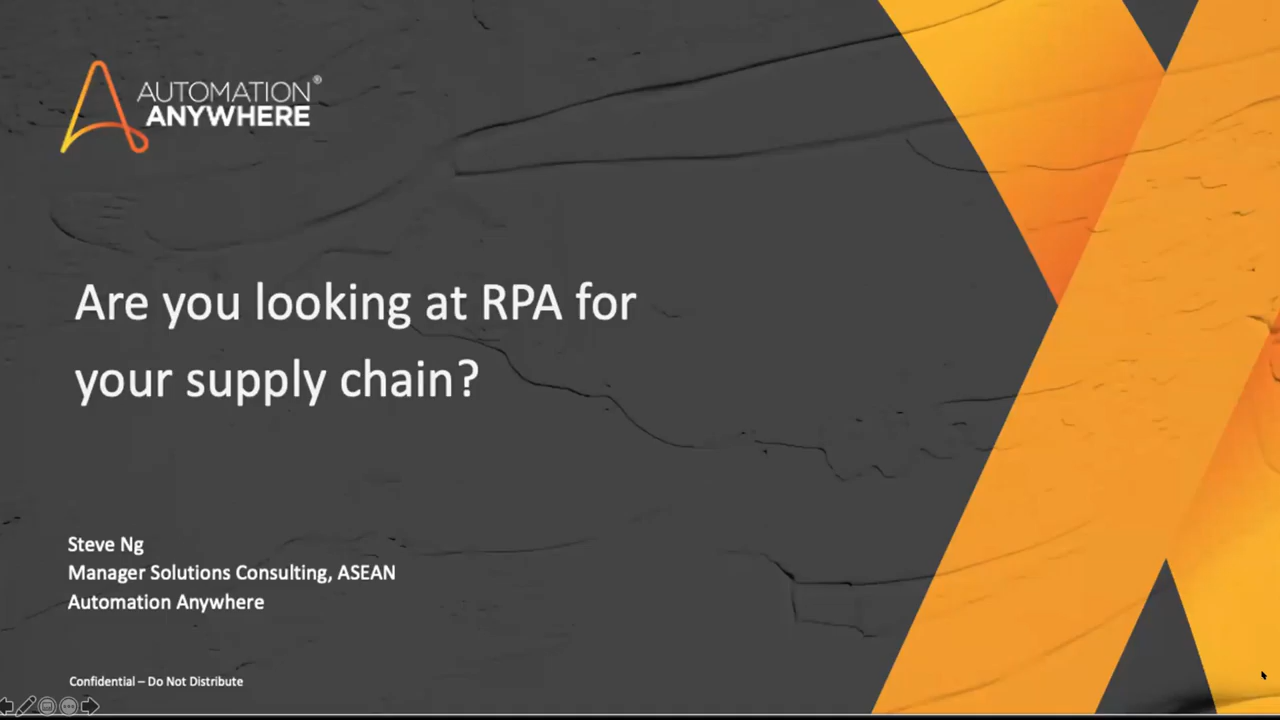 AUTOMATION
ANYWHERE®
Are you looking at RPA for
your supply chain?
Steve Ng
Manager Solutions Consulting, ASEAN
Automation Anywhere
Confidential – Do Not Distribute